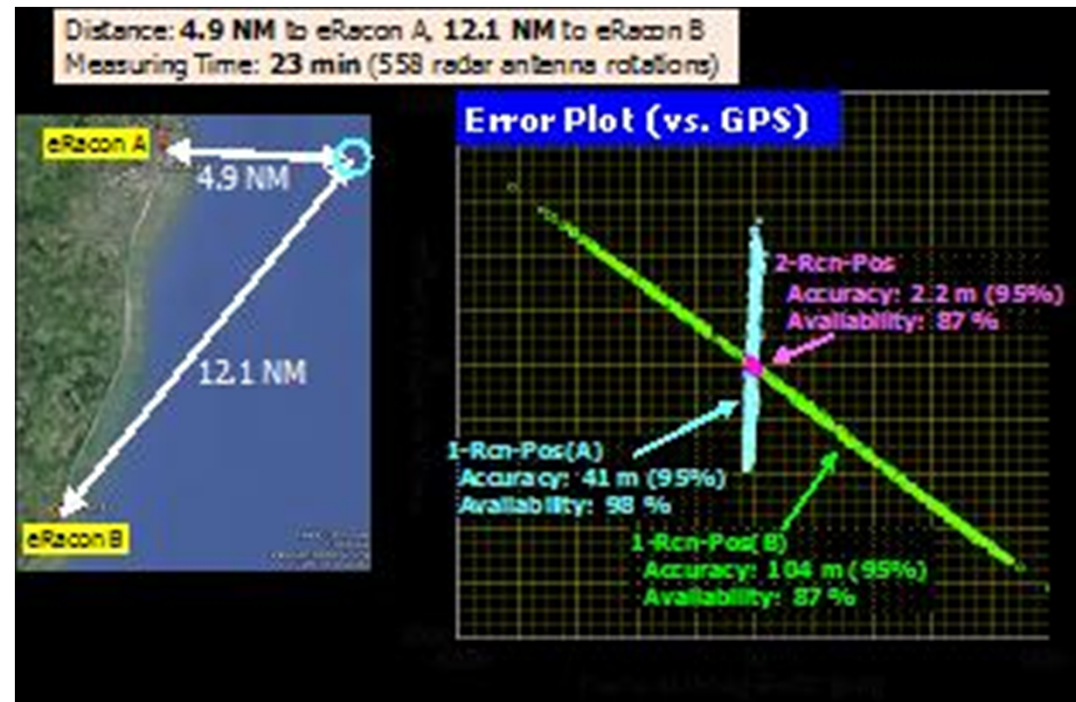 Distance: 4.9 NM to eRacon A, 12.1 NM to eRacon B
Measuring Time: 23 min (558 radar antenna rotations)
eRacon A
4.9 NM
12.1 NM
eRacon B
Error Plot (vs. GPS)
2-Rcn-Pos
Accuracy: 2.2 m (95%)
Availability: 87 %
1-Rcn-Pos(A)
Accuracy: 41 m (95%)
Availability: 98 %
1-Rcn-Pos(B)
Accuracy: 104 m (95%)
Availability: 87 %